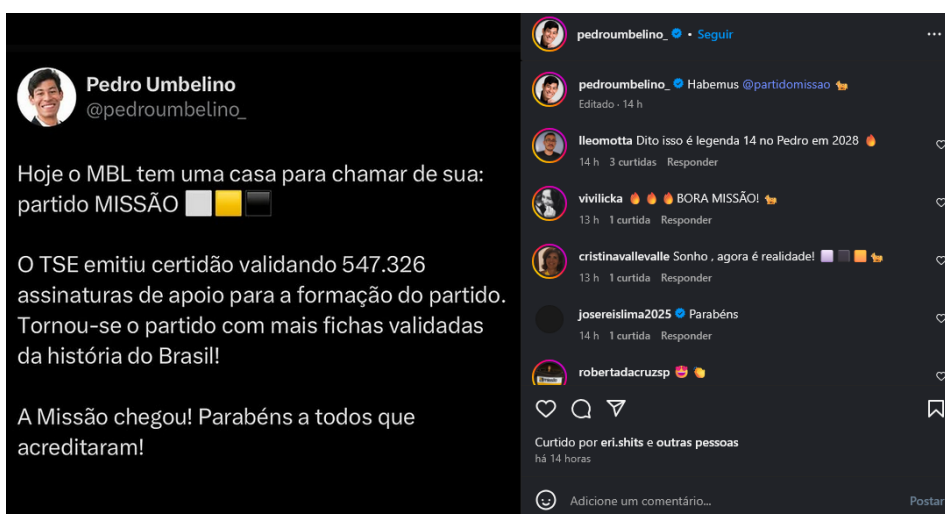 Pedro Umbelino
@pedroumbelino_
Hoje o MBL tem uma casa para chamar de sua:
partido MISSÃO ⬜🟨⬛
O TSE emitiu certidão validando 547.326
assinaturas de apoio para a formação do partido.
Tornou-se o partido com mais fichas validadas
da história do Brasil!
A Missão chegou! Parabéns a todos que
acreditaram!
pedroumbelino_ • Seguir
pedroumbelino_ Habemus @partidomissao 🐆
Editado · 14 h
lleomotta Dito isso é legenda 14 no Pedro em 2028 🔥
14 h 3 curtidas Responder
vivilicka 🔥🔥🔥 BORA MISSÃO! 🐆
13 h 1 curtida Responder
cristinavallevalle Sonho , agora é realidade! ⬜⬛🟨🐆
13 h 1 curtida Responder
josereislima2025 Parabéns
14 h 1 curtida Responder
robertadacruzsp 🤩👏
Curtido por eri.shits e outras pessoas
há 14 horas
Adicione um comentário...
Postar